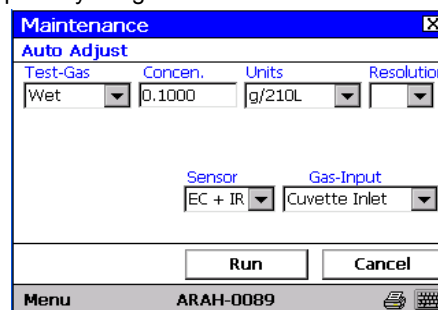 Maintenance
Auto Adjust
Test-Gas Concen. Units Resolution
Wet 0.1000 g/210L
Sensor Gas-Input
EC + IR Cuvette Inlet
Run Cancel
Menu ARAH-0089